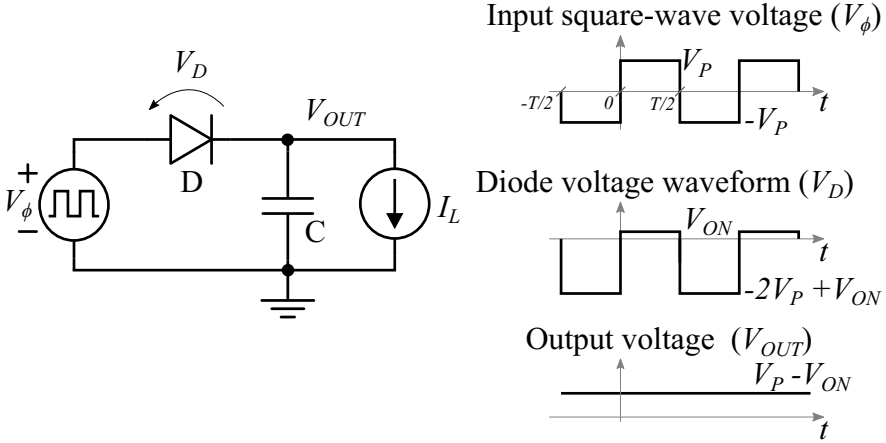 Input square-wave voltage (V_ϕ)
V_P
-T/2
0
T/2
t
-V_P
V_D
V_OUT
D
+
V_ϕ
−
C
I_L
Diode voltage waveform (V_D)
V_ON
t
-2V_P +V_ON
Output voltage (V_OUT)
V_P -V_ON
t